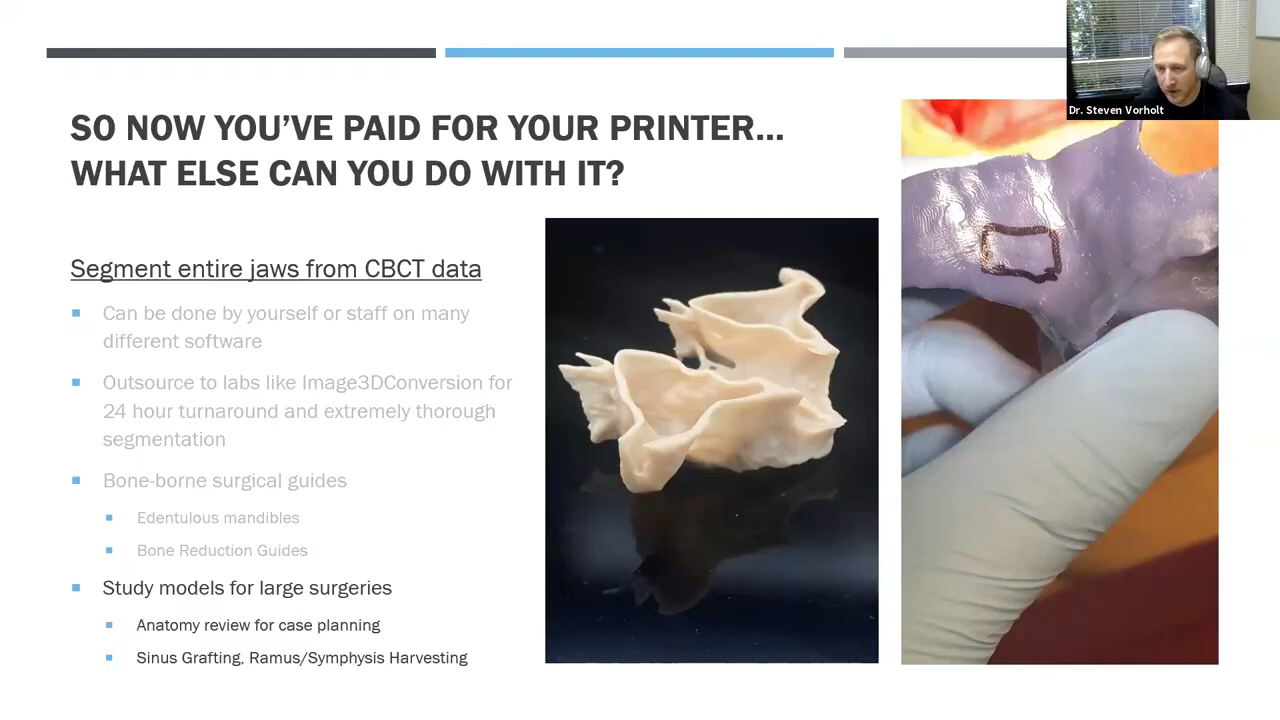 Dr. Steven Vorholt
SO NOW YOU'VE PAID FOR YOUR PRINTER...
WHAT ELSE CAN YOU DO WITH IT?
Segment entire jaws from CBCT data
Can be done by yourself or staff on many
different software
Outsource to labs like Image3DConversion for
24 hour turnaround and extremely thorough
segmentation
Bone-borne surgical guides
Edentulous mandibles
Bone Reduction Guides
Study models for large surgeries
Anatomy review for case planning
Sinus Grafting, Ramus/Symphysis Harvesting